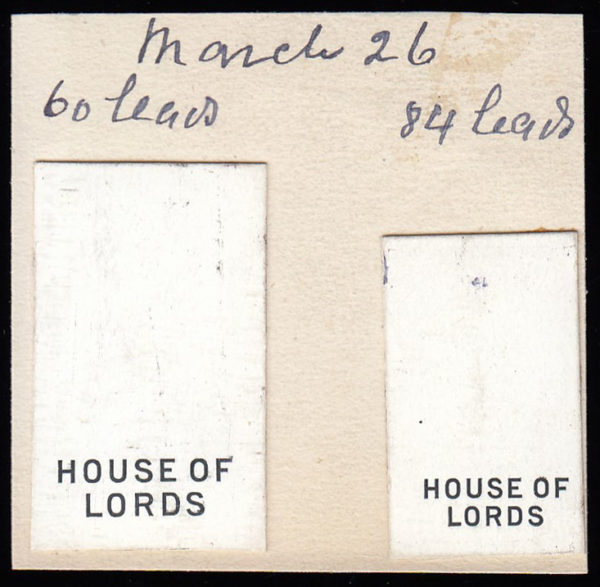 March 26
60 leads
84 leads
HOUSE OF
LORDS
HOUSE OF
LORDS